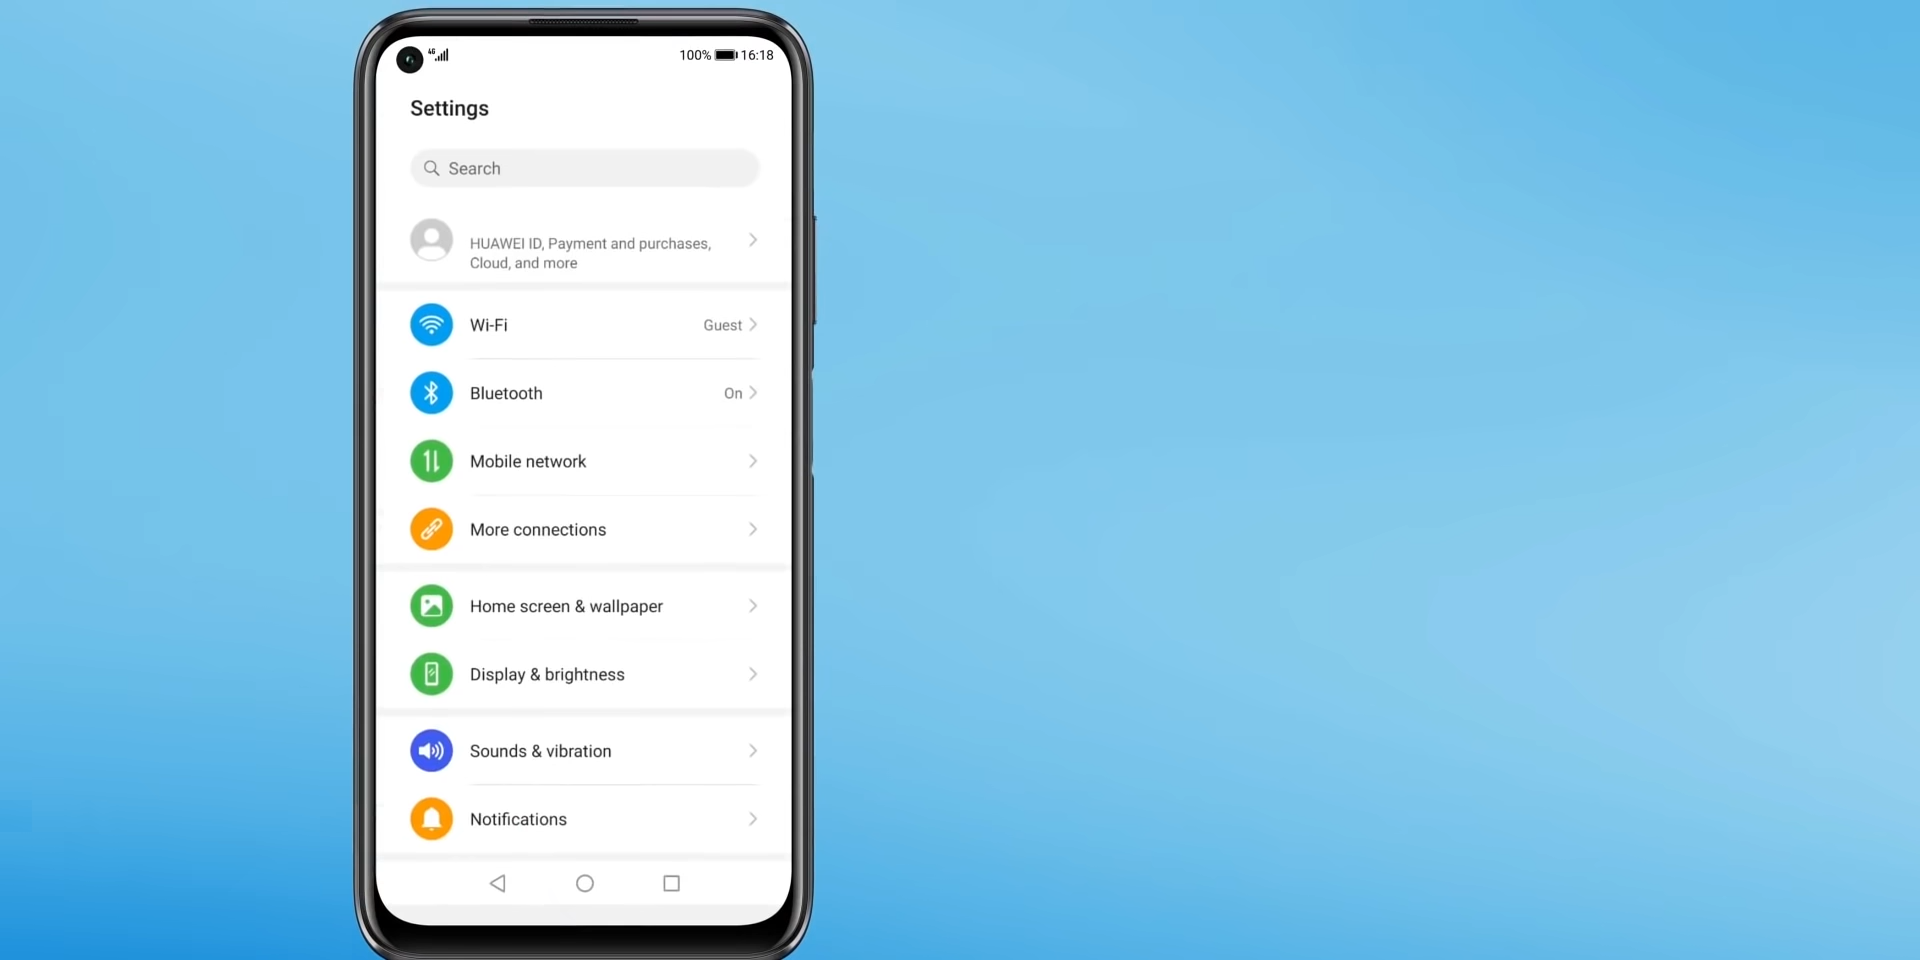 4G 100% 16:18
Settings
Search
HUAWEI ID, Payment and purchases,
Cloud, and more
Wi-Fi Guest
Bluetooth On
Mobile network
More connections
Home screen & wallpaper
Display & brightness
Sounds & vibration
Notifications